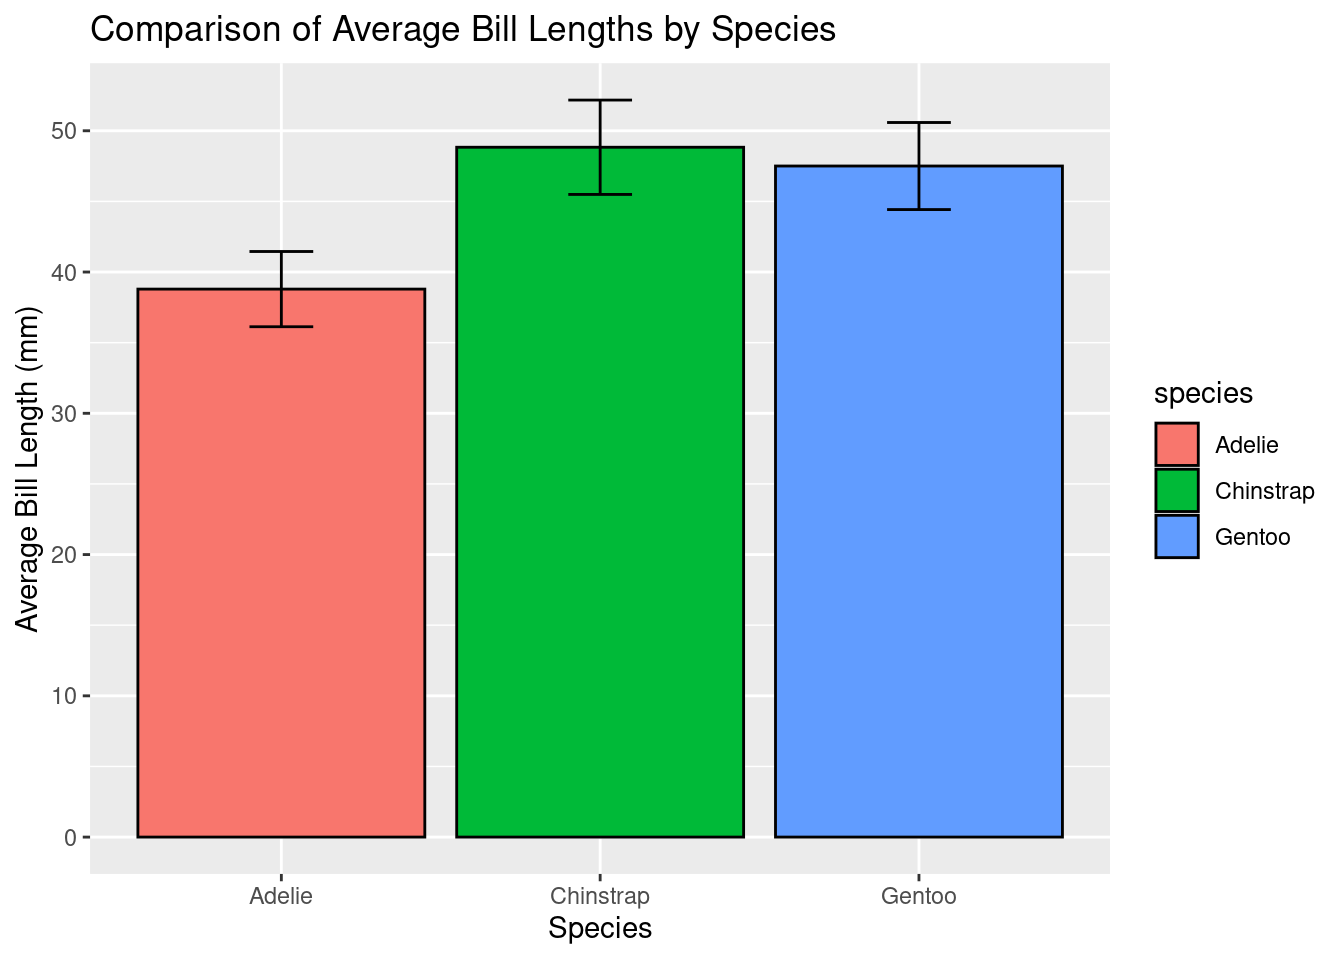 Comparison of Average Bill Lengths by Species
Average Bill Length (mm)
50
40
30
20
10
0
Adelie
Chinstrap
Gentoo
Species
species
Adelie
Chinstrap
Gentoo